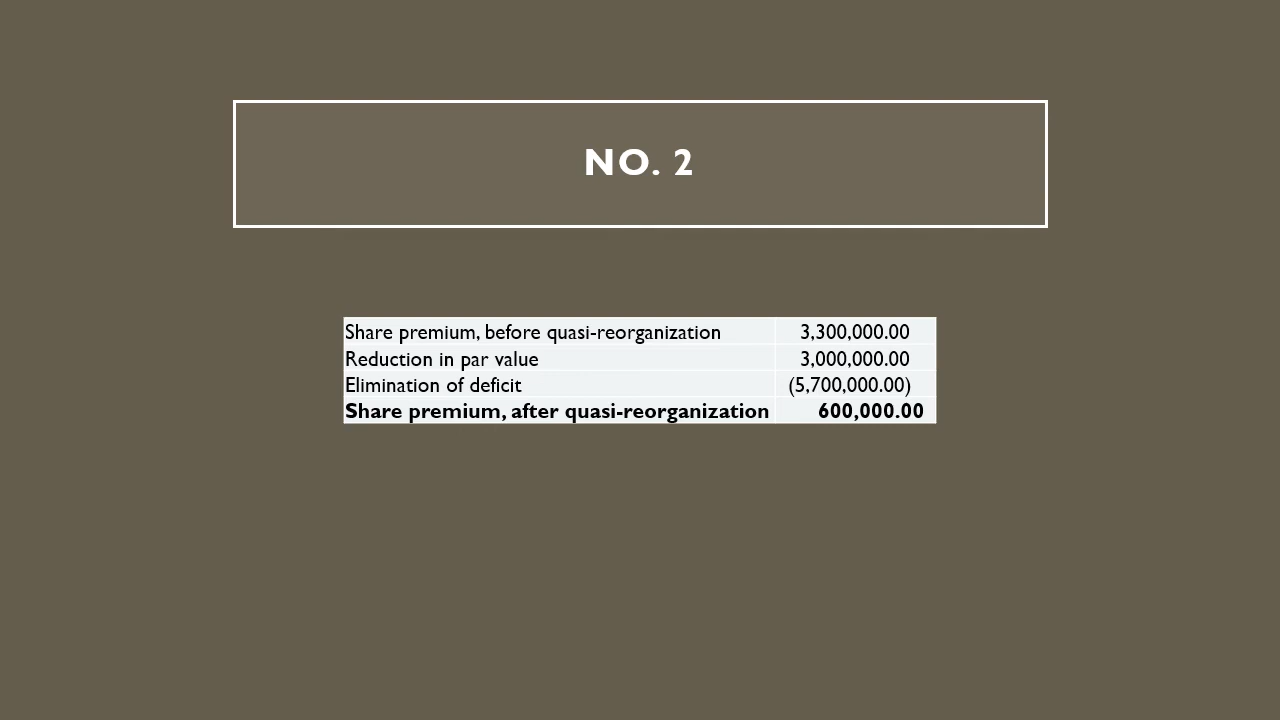 NO. 2
Share premium, before quasi-reorganization 3,300,000.00
Reduction in par value 3,000,000.00
Elimination of deficit (5,700,000.00)
Share premium, after quasi-reorganization 600,000.00